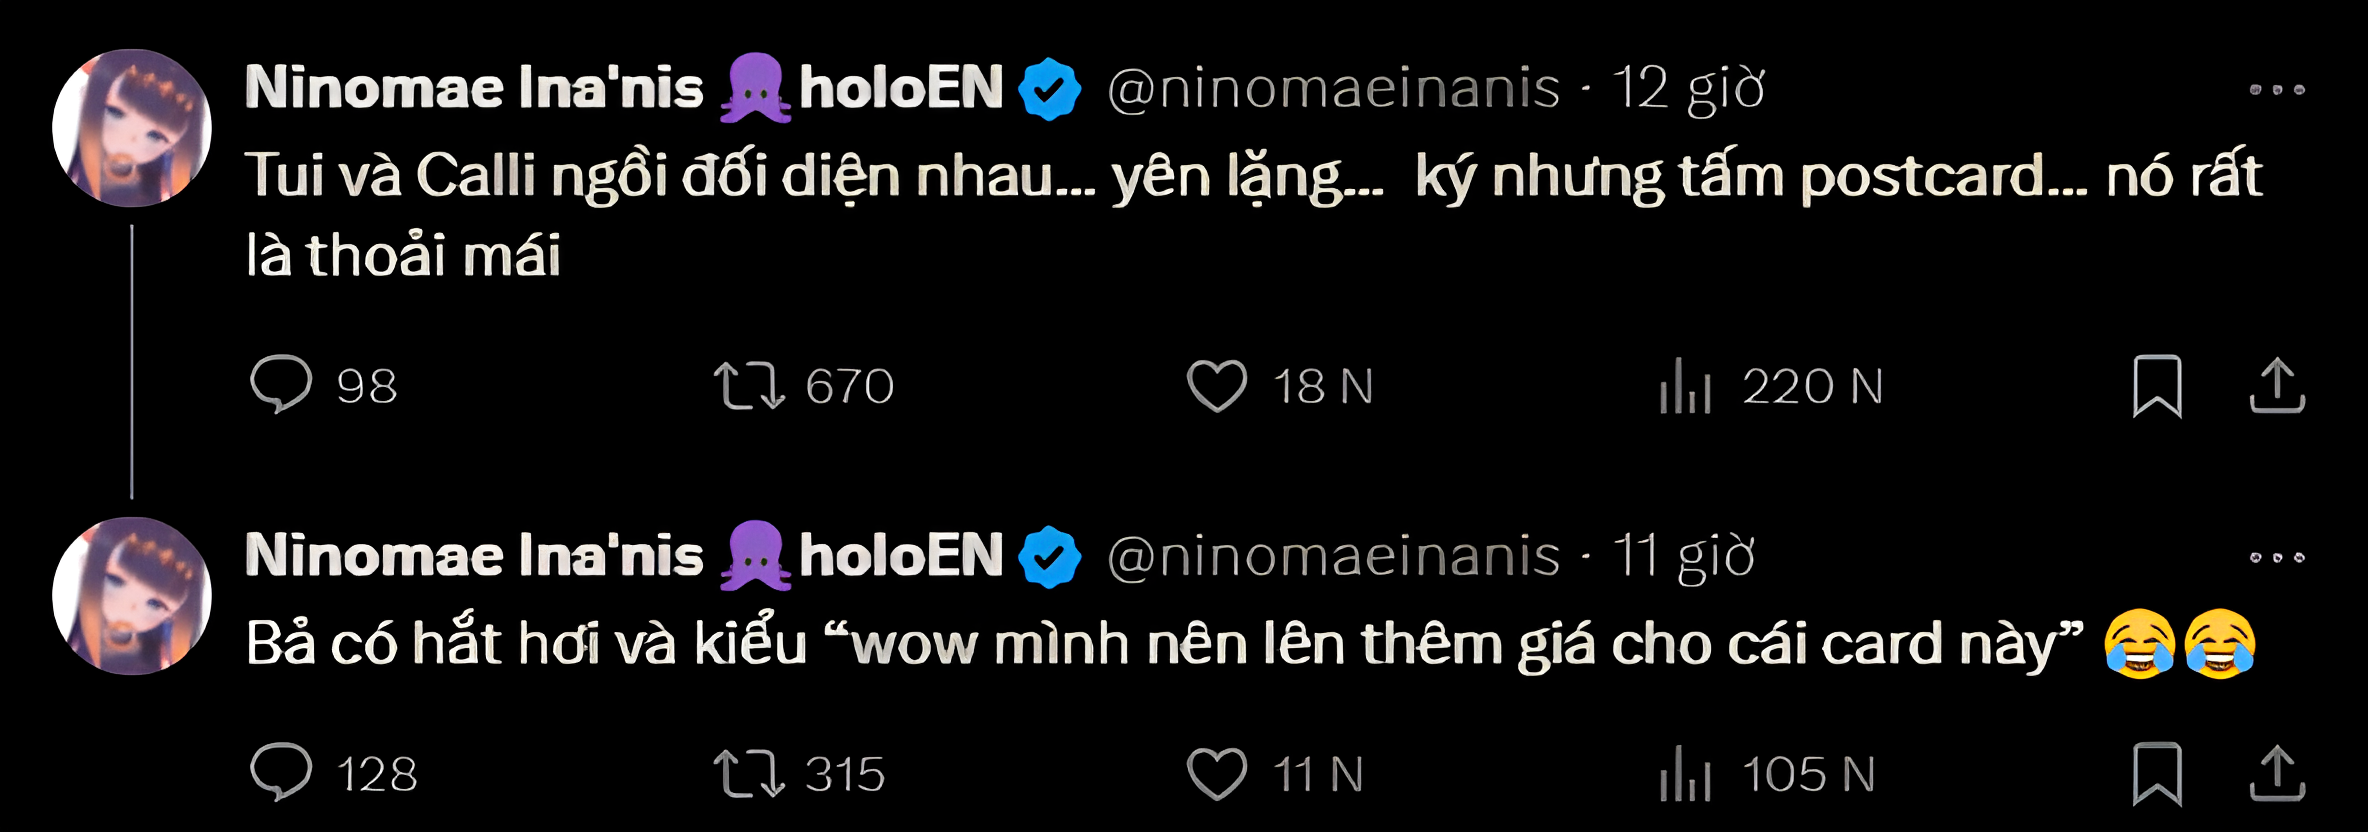 Ninomae Ina'nis 🐙 holoEN @ninomaeinanis · 12 giờ
Tui và Calli ngồi đối diện nhau... yên lặng... ký nhưng tấm postcard... nó rất
là thoải mái
98 670 18 N 220 N
Ninomae Ina'nis 🐙 holoEN @ninomaeinanis · 11 giờ
Bả có hắt hơi và kiểu “wow mình nên lên thêm giá cho cái card này” 😂😂
128 315 11 N 105 N